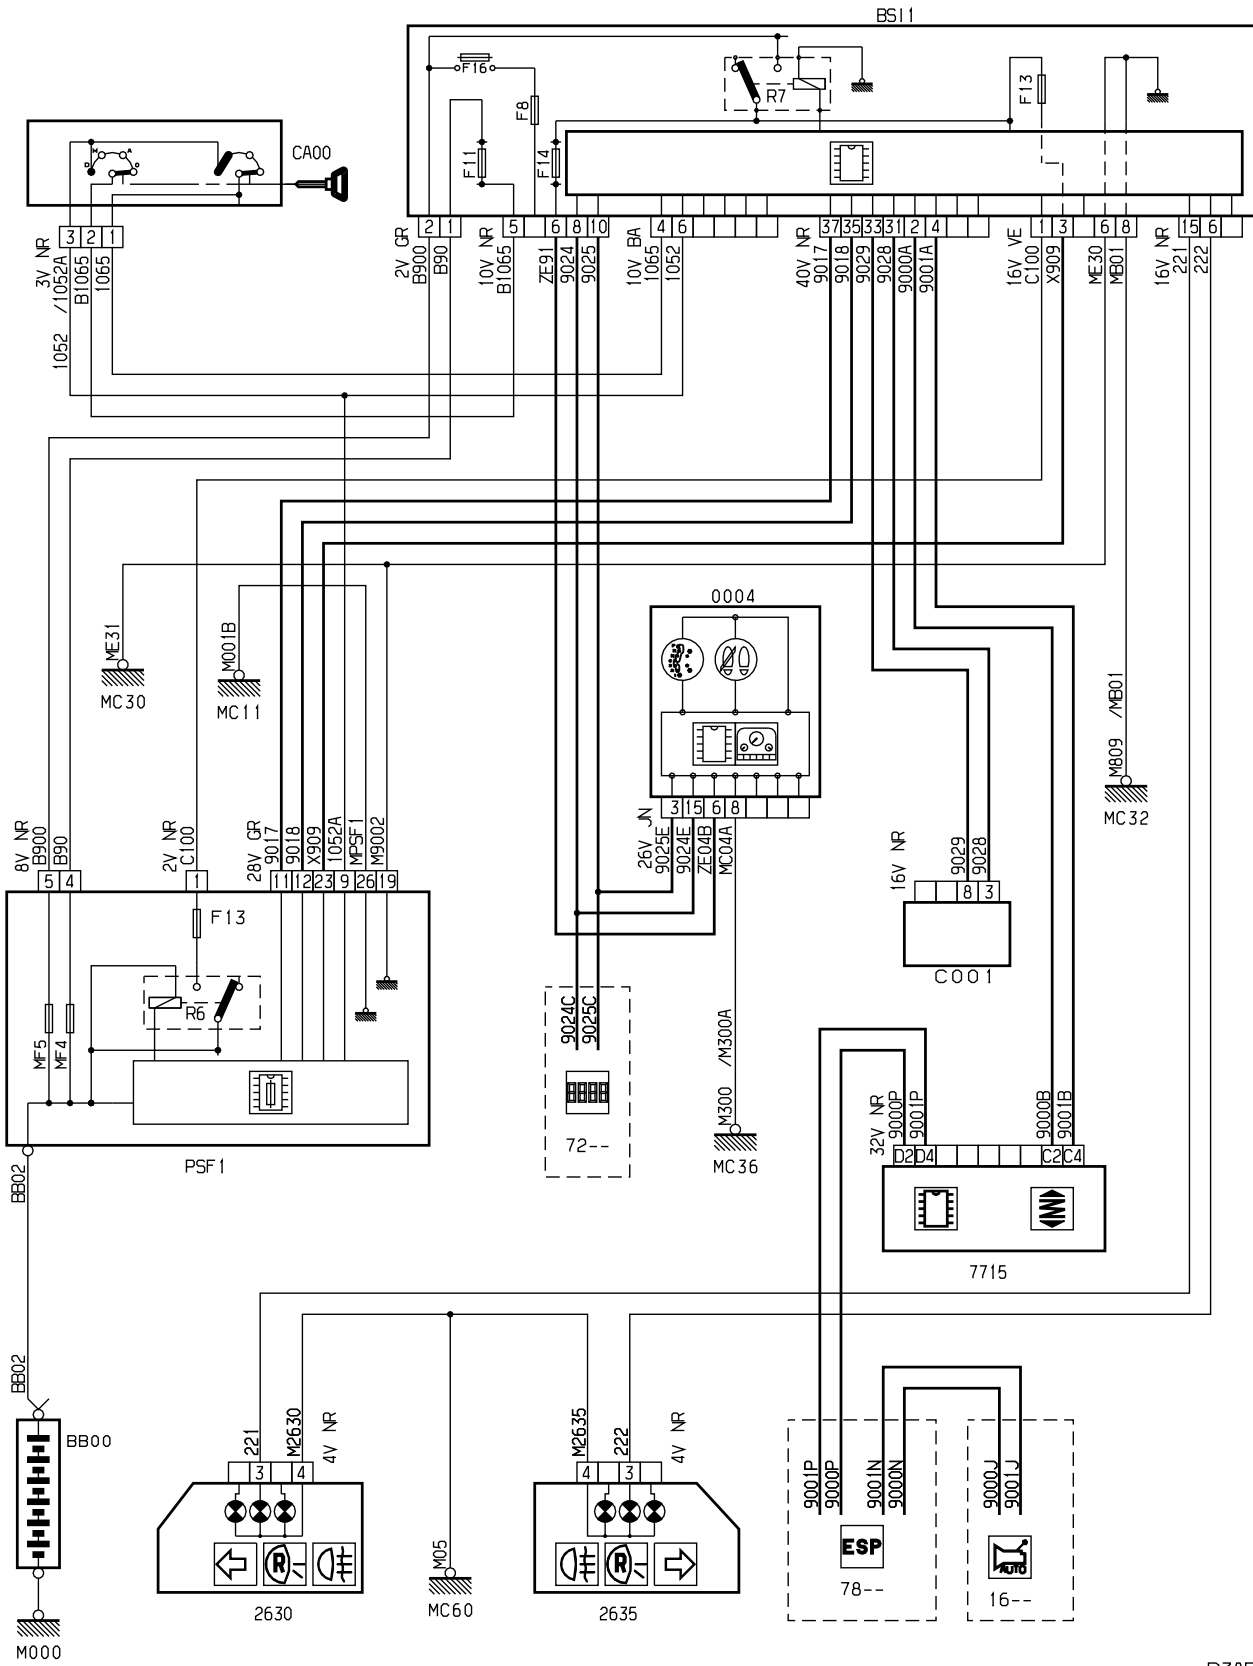 BSI1
F16
F8
R7
F13
F11
F14
CA00
M A
D O
3 2 1
2 1
5 6 8 10
4 6
37 35 33 31 2 4
1 3 6 8
15 6
3V NR
1052 /1052A
B1065
1065
2V GR
B900
B90
10V NR
B1065
ZE91
9024
9025
10V BA
1065
1052
40V NR
9017
9018
9029
9028
9000A
9001A
16V VE
C100
X909
ME30
MB01
16V NR
221
222
ME31
MC30
M001B
MC11
0004
3 15 6 8
26V JN
9025E
9024E
ZE04B
MC04A
M809 /MB01
MC32
16V NR
9029
9028
8 3
C001
8V NR
B900
B90
2V NR
C100
28V GR
9017
9018
X909
1052A
MPSF1
M9002
5 4
1
11 12 23 9 26 19
F13
R6
MF5
MF4
PSF1
9024C
9025C
72--
M300 /M300A
MC36
32V NR
9000P
9001P
9000B
9001B
D2 D4 C2 C4
7715
BB02
BB02
BB00
M000
221
M2630
4V NR
3 4
R
2630
M05
MC60
M2635
222
4V NR
4 3
R
2635
9001P
9000P
9001N
9000N
ESP
78--
9000J
9001J
AUTO
16--